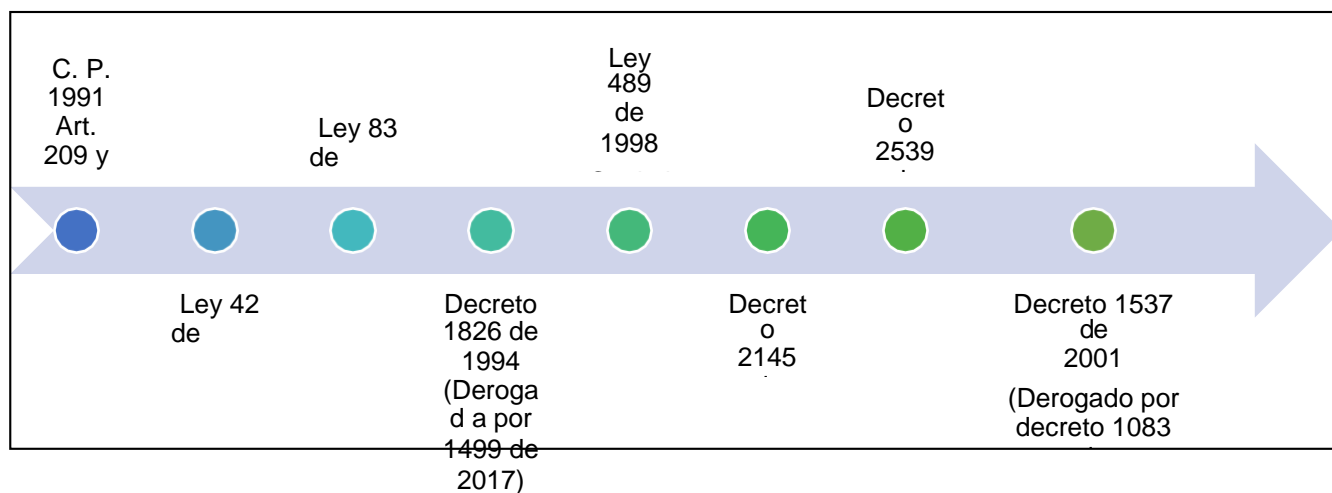 C. P.
1991
Art.
209 y
Ley 42
de
Ley 83
de
Decreto
1826 de
1994
(Deroga
d a por
1499 de
2017)
Ley
489
de
1998
Decret
o
2145
Decret
o
2539
Decreto 1537
de
2001
(Derogado por
decreto 1083